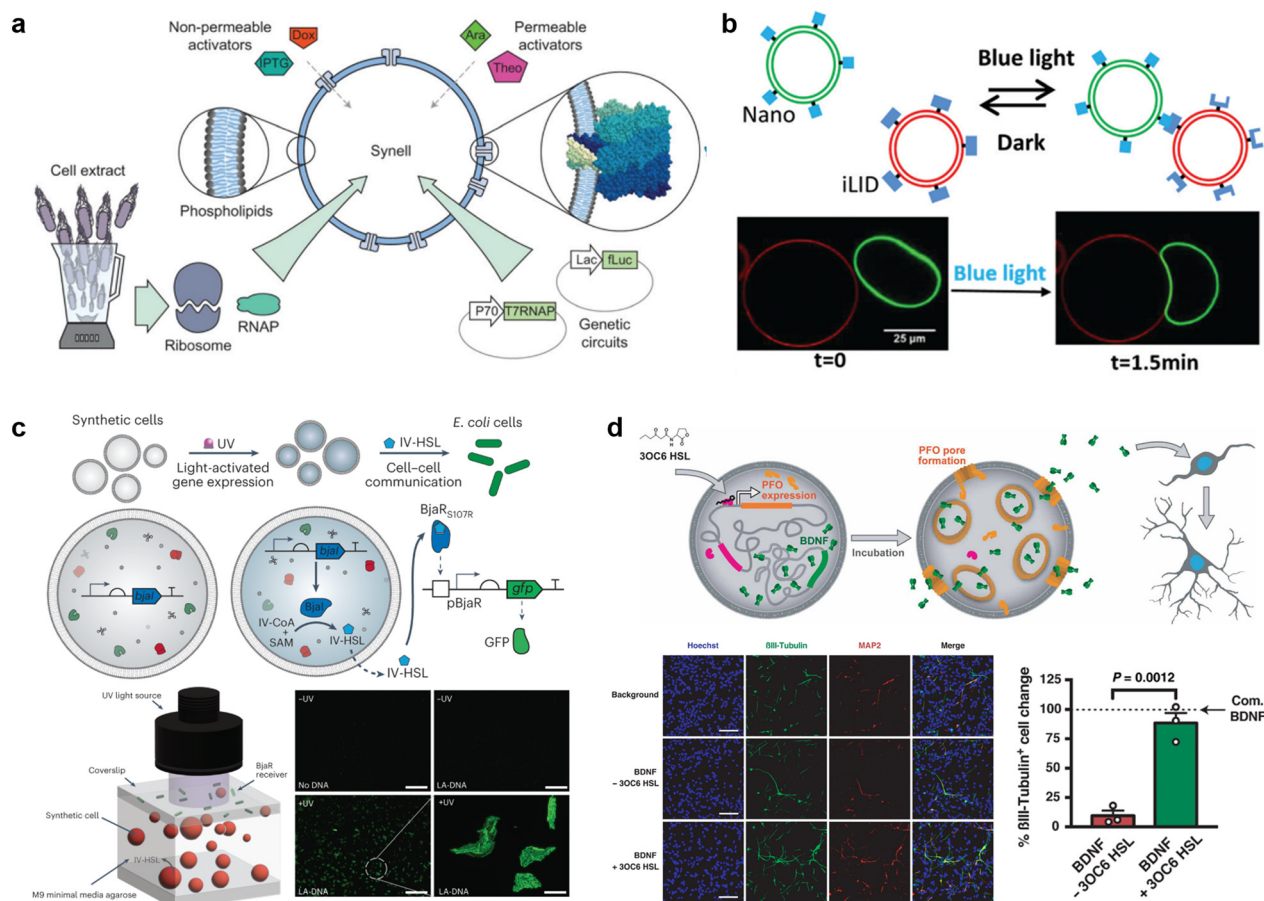 a
Non-permeable
activators
Dox
IPTG
Ara
Permeable
activators
Theo
Synell
Phospholipids
Cell extract
Ribosome
RNAP
Lac
fLuc
P70
T7RNAP
Genetic
circuits
b
Nano
Blue light
Dark
iLID
Blue light
25 µm
t=0
t=1.5min
c
Synthetic cells
UV
Light-activated
gene expression
IV-HSL
Cell–cell
communication
E. coli cells
bjaI
bjaI
BjaI
IV-CoA
+
SAM
IV-HSL
IV-HSL
BjaRS107R
pBjaR
gfp
GFP
UV light source
Coverslip
BjaR
receiver
Synthetic cell
IV-HSL
M9 minimal media agarose
–UV
No DNA
–UV
LA-DNA
+UV
LA-DNA
+UV
LA-DNA
d
3OC6 HSL
PFO
expression
BDNF
Incubation
PFO pore
formation
Hoechst
βIII-Tubulin
MAP2
Merge
Background
BDNF
– 3OC6 HSL
BDNF
+ 3OC6 HSL
P = 0.0012
Com.
BDNF
% βIII-Tubulin+ cell change
125
100
75
50
25
0
BDNF
– 3OC6 HSL
BDNF
+ 3OC6 HSL